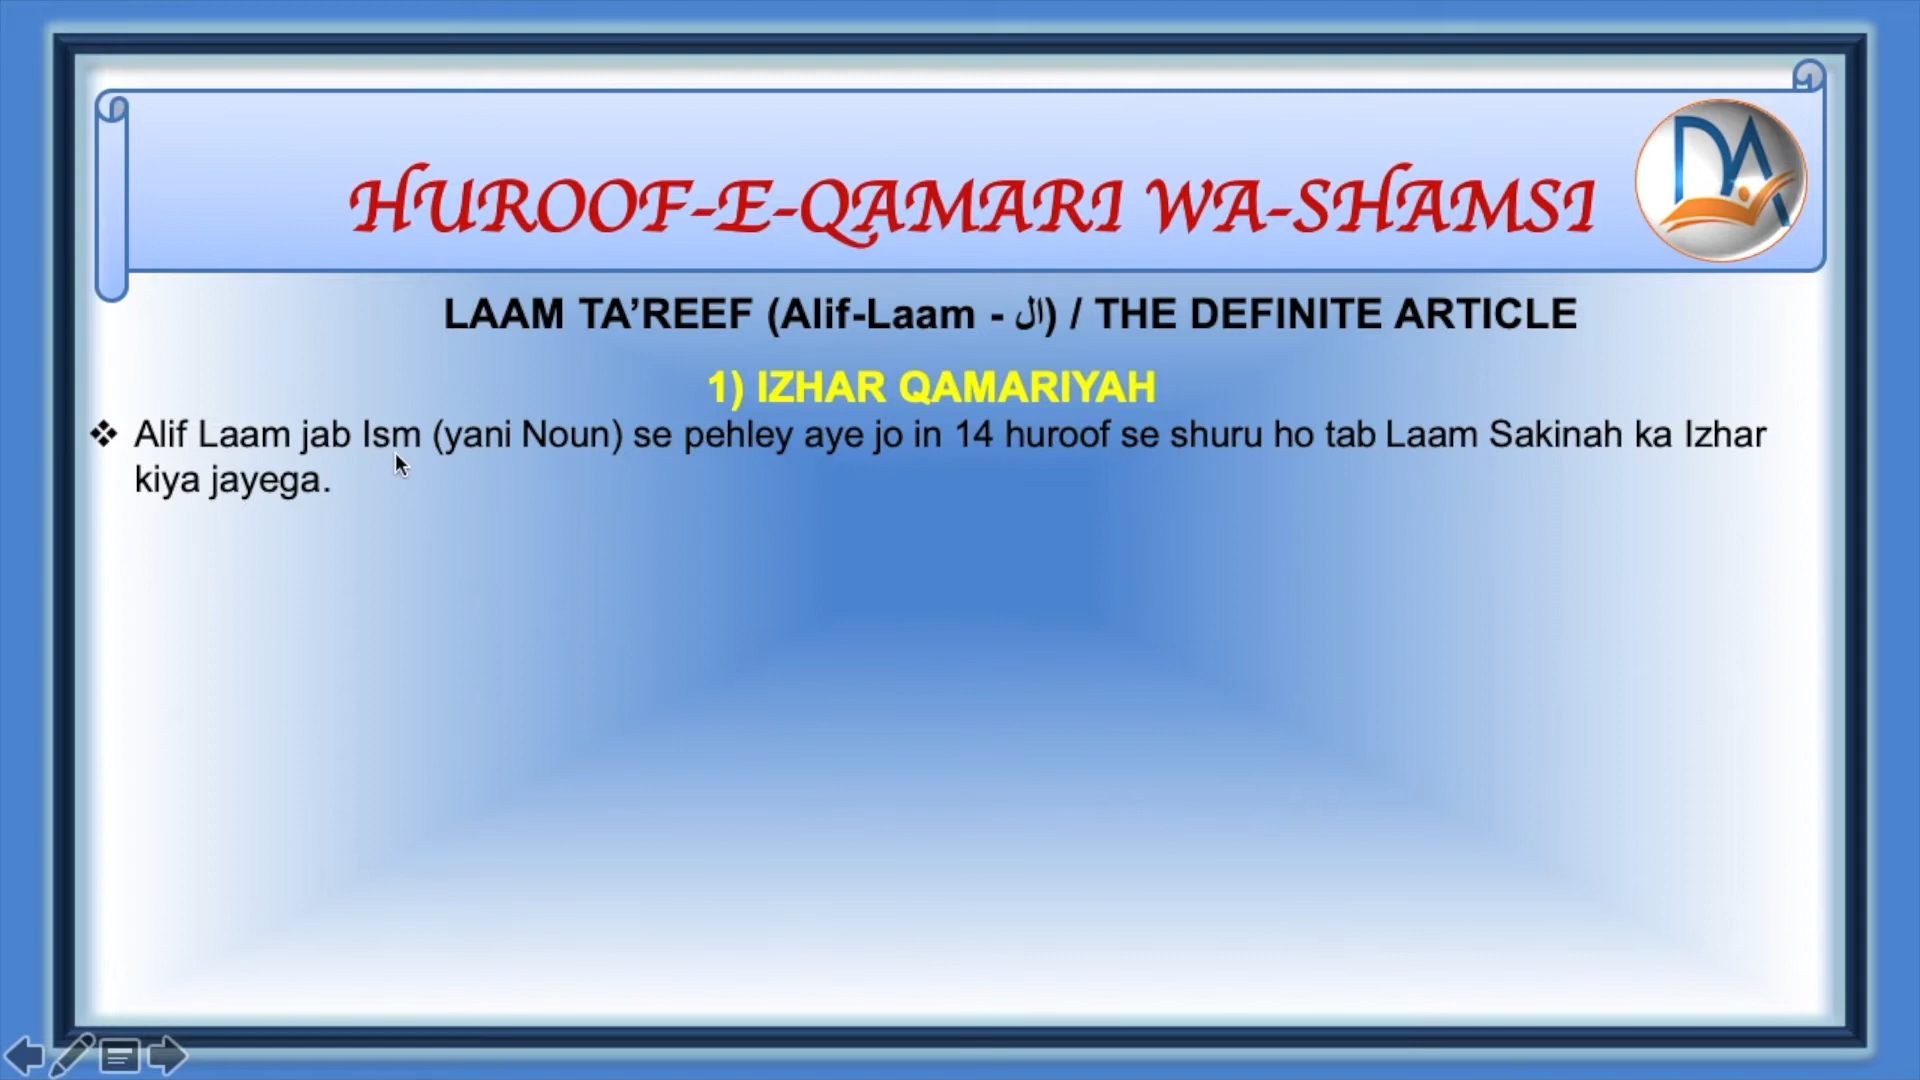 HUROOF-E-QAMARI WA-SHAMSI
DA
LAAM TA’REEF (Alif-Laam - ال) / THE DEFINITE ARTICLE
1) IZHAR QAMARIYAH
❖ Alif Laam jab Ism (yani Noun) se pehley aye jo in 14 huroof se shuru ho tab Laam Sakinah ka Izhar
kiya jayega.